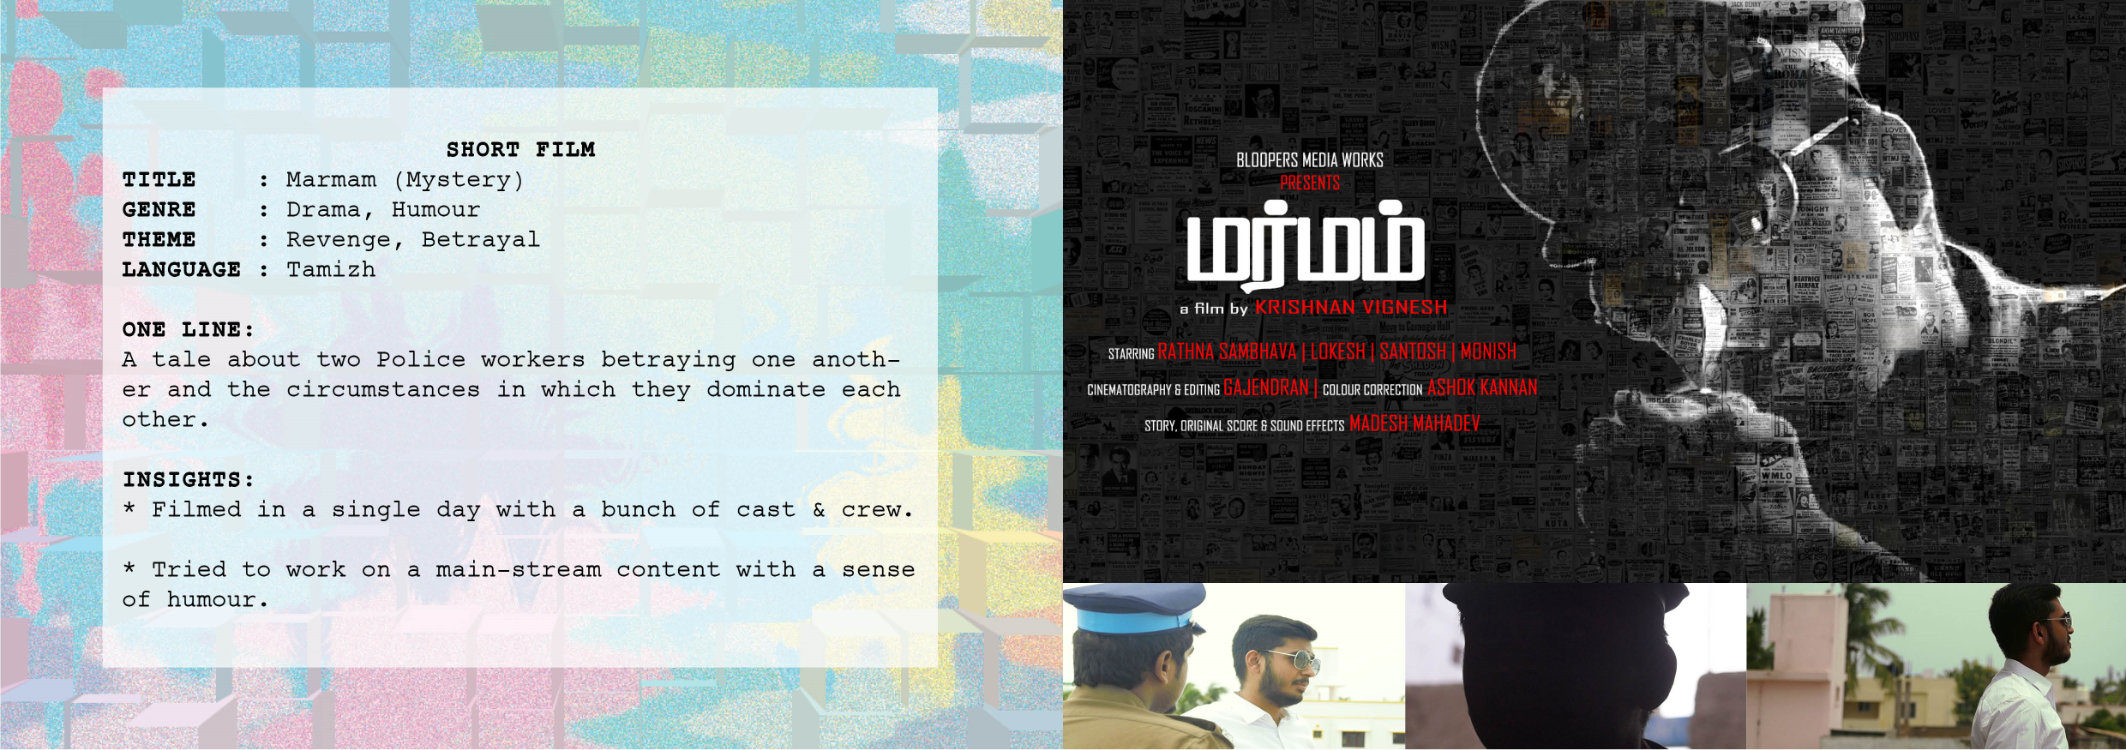 SHORT FILM
TITLE : Marmam (Mystery)
GENRE : Drama, Humour
THEME : Revenge, Betrayal
LANGUAGE : Tamizh
ONE LINE:
A tale about two Police workers betraying one anoth-
er and the circumstances in which they dominate each
other.
INSIGHTS:
* Filmed in a single day with a bunch of cast & crew.
* Tried to work on a main-stream content with a sense
of humour.
BLOOPERS MEDIA WORKS
PRESENTS
மர்மம்
a film by KRISHNAN VIGNESH
STARRING RATHNA SAMBHAVA | LOKESH | SANTOSH | MONISH
CINEMATOGRAPHY & EDITING GAJENDRAN | COLOUR CORRECTION ASHOK KANNAN
STORY, ORIGINAL SCORE & SOUND EFFECTS MADESH MAHADEV